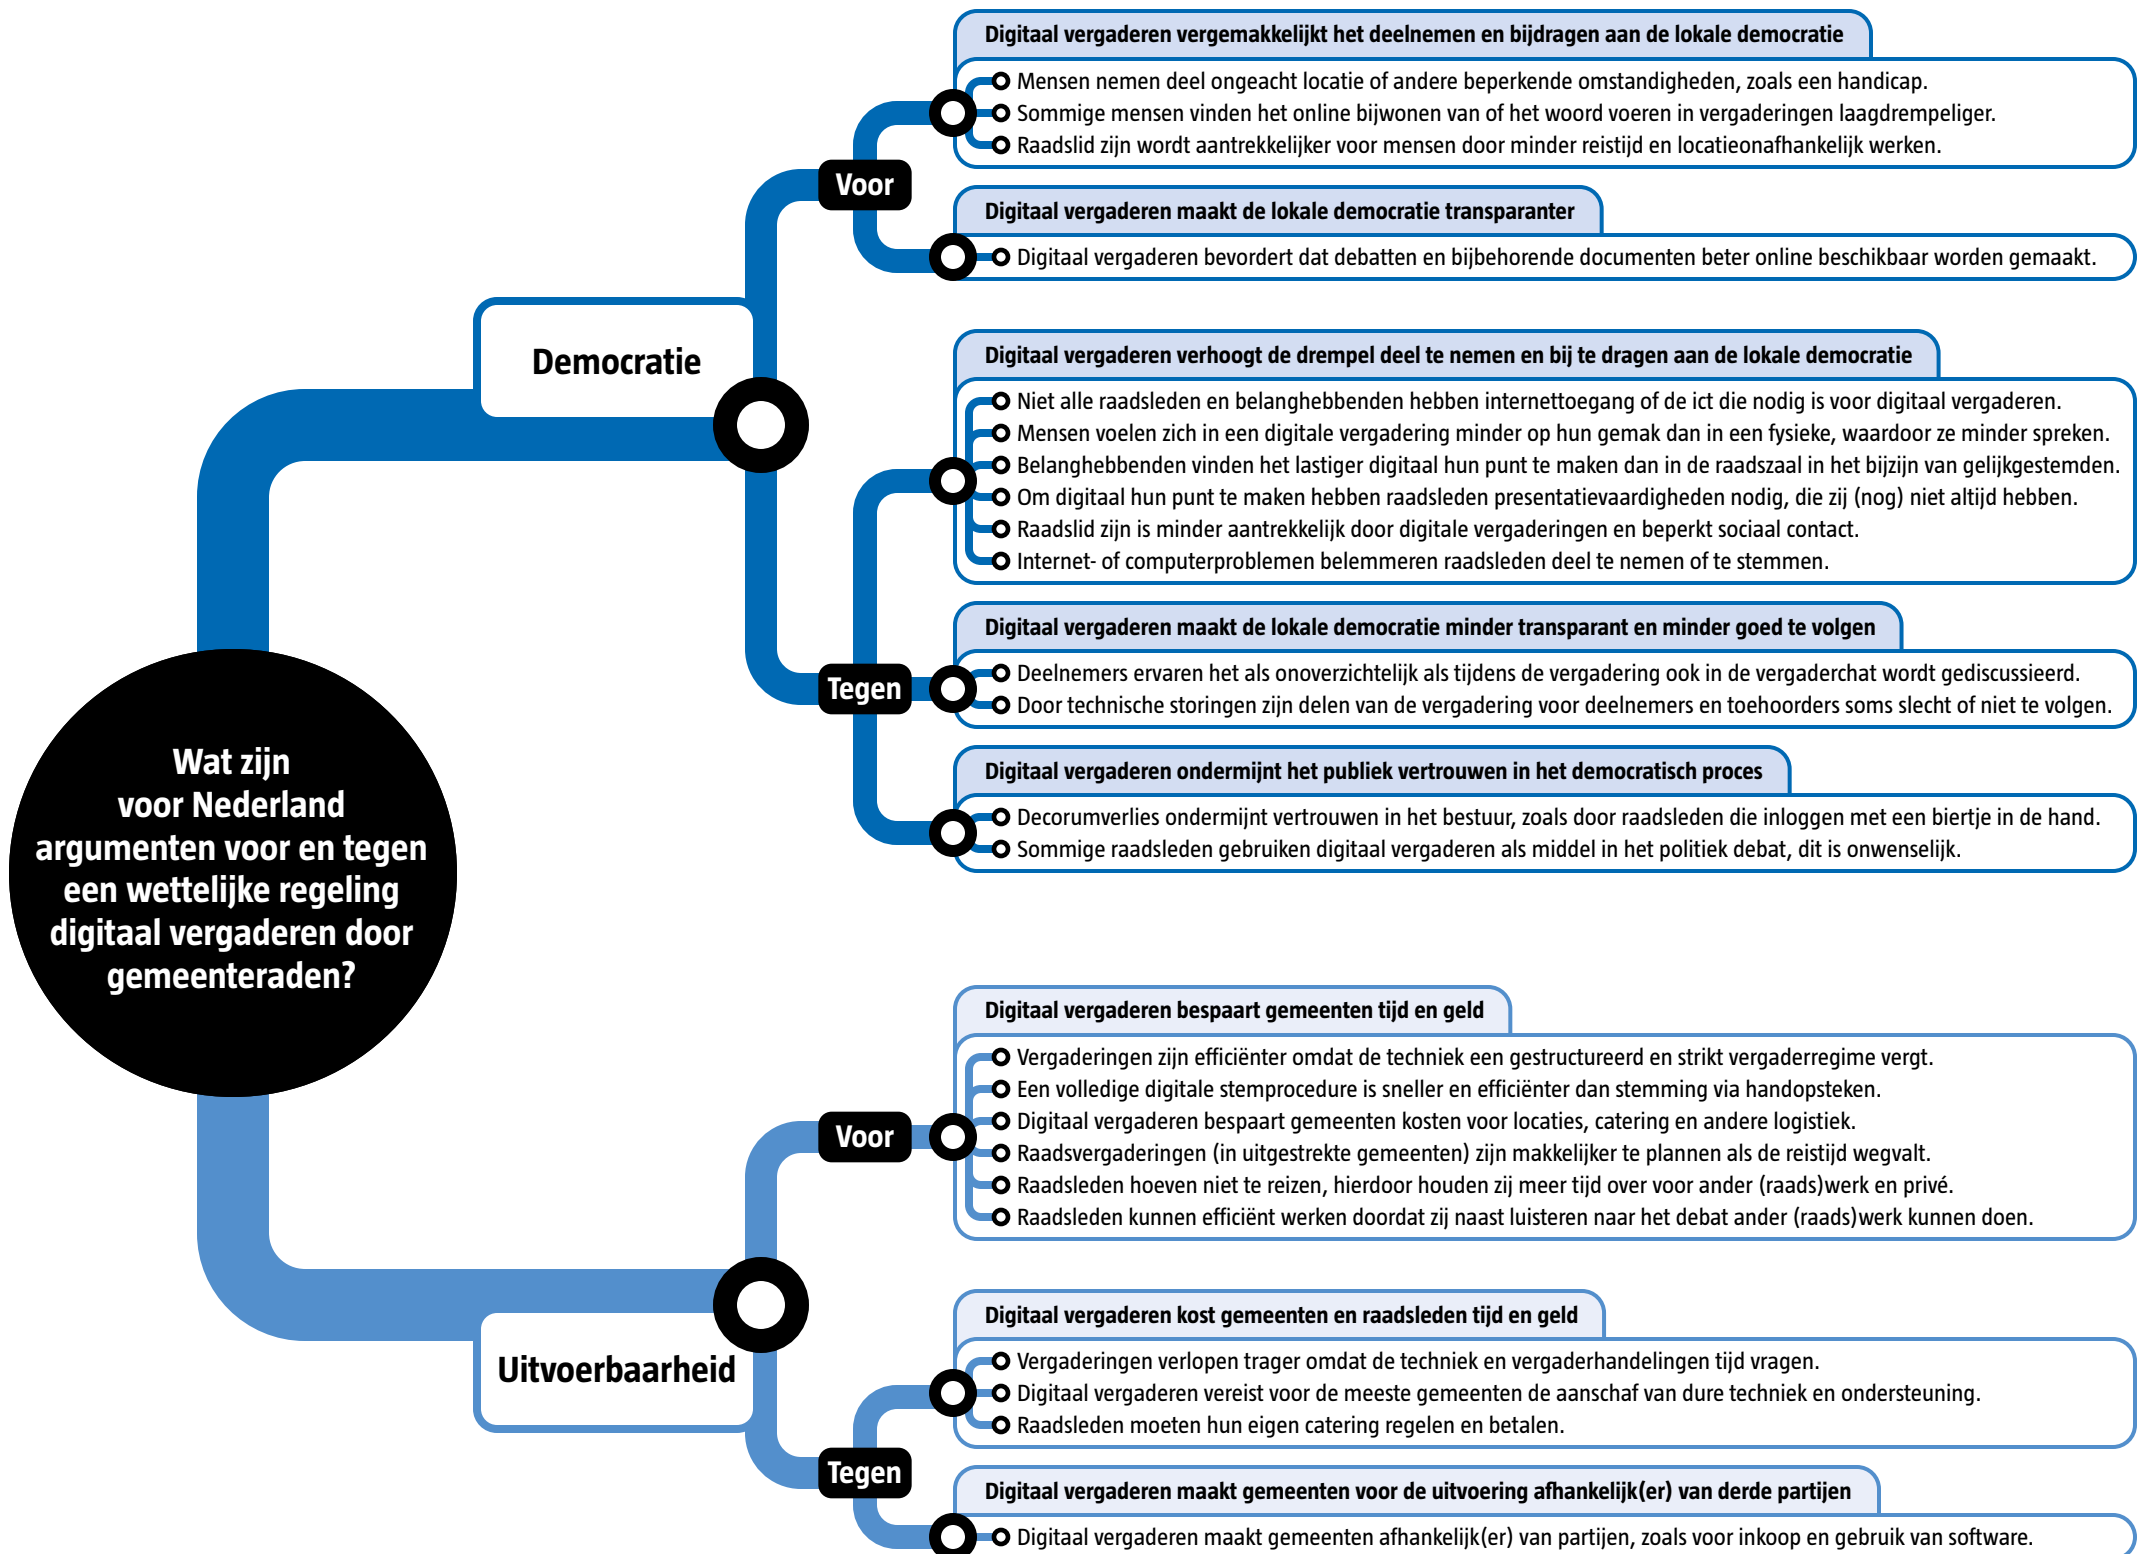 Wat zijn
voor Nederland
argumenten voor en tegen
een wettelijke regeling
digitaal vergaderen door
gemeenteraden?
Democratie
Voor
Digitaal vergaderen vergemakkelijkt het deelnemen en bijdragen aan de lokale democratie
Mensen nemen deel ongeacht locatie of andere beperkende omstandigheden, zoals een handicap.
Sommige mensen vinden het online bijwonen van of het woord voeren in vergaderingen laagdrempeliger.
Raadslid zijn wordt aantrekkelijker voor mensen door minder reistijd en locatieonafhankelijk werken.
Digitaal vergaderen maakt de lokale democratie transparanter
Digitaal vergaderen bevordert dat debatten en bijbehorende documenten beter online beschikbaar worden gemaakt.
Tegen
Digitaal vergaderen verhoogt de drempel deel te nemen en bij te dragen aan de lokale democratie
Niet alle raadsleden en belanghebbenden hebben internettoegang of de ict die nodig is voor digitaal vergaderen.
Mensen voelen zich in een digitale vergadering minder op hun gemak dan in een fysieke, waardoor ze minder spreken.
Belanghebbenden vinden het lastiger digitaal hun punt te maken dan in de raadszaal in het bijzijn van gelijkgestemden.
Om digitaal hun punt te maken hebben raadsleden presentatievaardigheden nodig, die zij (nog) niet altijd hebben.
Raadslid zijn is minder aantrekkelijk door digitale vergaderingen en beperkt sociaal contact.
Internet- of computerproblemen belemmeren raadsleden deel te nemen of te stemmen.
Digitaal vergaderen maakt de lokale democratie minder transparant en minder goed te volgen
Deelnemers ervaren het als onoverzichtelijk als tijdens de vergadering ook in de vergaderchat wordt gediscussieerd.
Door technische storingen zijn delen van de vergadering voor deelnemers en toehoorders soms slecht of niet te volgen.
Digitaal vergaderen ondermijnt het publiek vertrouwen in het democratisch proces
Decorumverlies ondermijnt vertrouwen in het bestuur, zoals door raadsleden die inloggen met een biertje in de hand.
Sommige raadsleden gebruiken digitaal vergaderen als middel in het politiek debat, dit is onwenselijk.
Uitvoerbaarheid
Voor
Digitaal vergaderen bespaart gemeenten tijd en geld
Vergaderingen zijn efficiënter omdat de techniek een gestructureerd en strikt vergaderregime vergt.
Een volledige digitale stemprocedure is sneller en efficiënter dan stemming via handopsteken.
Digitaal vergaderen bespaart gemeenten kosten voor locaties, catering en andere logistiek.
Raadsvergaderingen (in uitgestrekte gemeenten) zijn makkelijker te plannen als de reistijd wegvalt.
Raadsleden hoeven niet te reizen, hierdoor houden zij meer tijd over voor ander (raads)werk en privé.
Raadsleden kunnen efficiënt werken doordat zij naast luisteren naar het debat ander (raads)werk kunnen doen.
Tegen
Digitaal vergaderen kost gemeenten en raadsleden tijd en geld
Vergaderingen verlopen trager omdat de techniek en vergaderhandelingen tijd vragen.
Digitaal vergaderen vereist voor de meeste gemeenten de aanschaf van dure techniek en ondersteuning.
Raadsleden moeten hun eigen catering regelen en betalen.
Digitaal vergaderen maakt gemeenten voor de uitvoering afhankelijk(er) van derde partijen
Digitaal vergaderen maakt gemeenten afhankelijk(er) van partijen, zoals voor inkoop en gebruik van software.